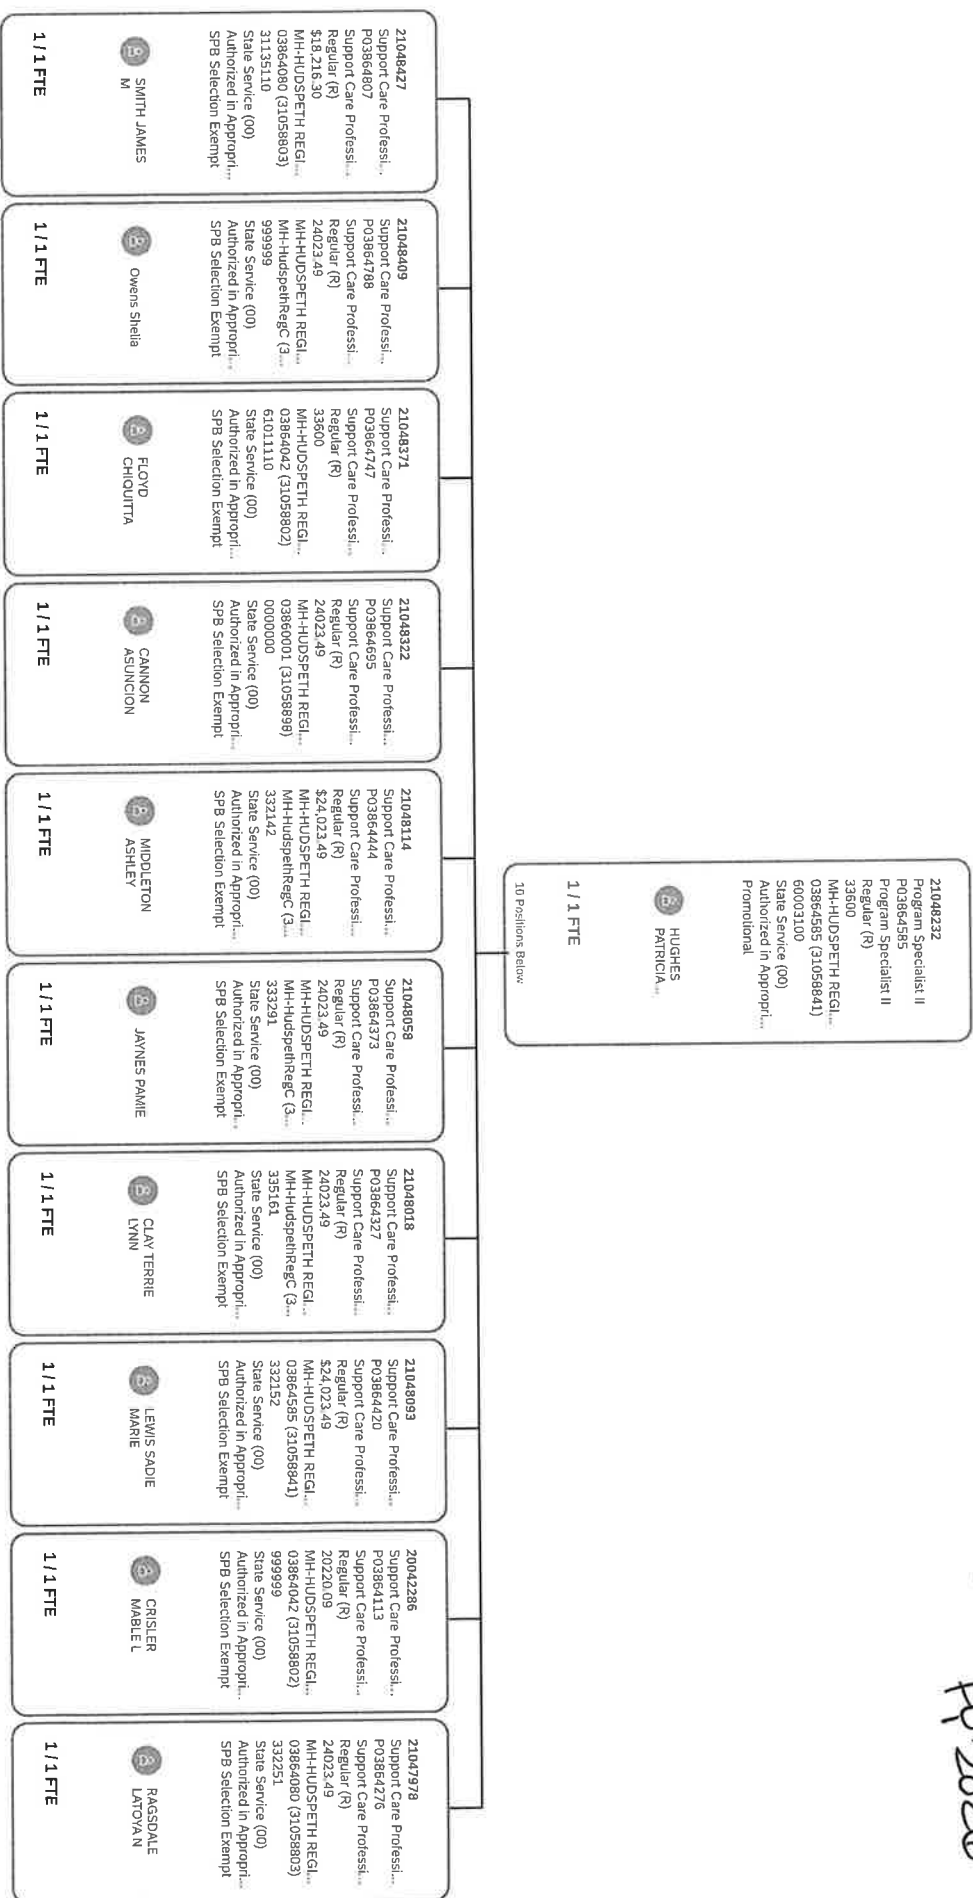 21048232
Program Specialist II
P03864585
Program Specialist II
Regular (R)
33600
MH-HUDSPETH REGI...
03864585 (31058841)
60003100
State Service (00)
Authorized in Appropri...
Promotional
HUGHES
PATRICIA...
1 / 1 FTE
10 Positions Below
21048427
Support Care Professi...
P03864807
Support Care Professi...
Regular (R)
$18,216.30
MH-HUDSPETH REGI...
03864080 (31058803)
31135110
State Service (00)
Authorized in Appropri...
SPB Selection Exempt
SMITH JAMES
M
1 / 1 FTE
21048409
Support Care Professi...
P03864788
Support Care Professi...
Regular (R)
24023.49
MH-HUDSPETH REGI...
MH-HudspethRegC (3...
999999
State Service (00)
Authorized in Appropri...
SPB Selection Exempt
Owens Shelia
1 / 1 FTE
21048371
Support Care Professi...
P03864747
Support Care Professi...
Regular (R)
33600
MH-HUDSPETH REGI...
03864042 (31058802)
61011110
State Service (00)
Authorized in Appropri...
SPB Selection Exempt
FLOYD
CHIQUITTA
1 / 1 FTE
21048322
Support Care Professi...
P03864695
Support Care Professi...
Regular (R)
24023.49
MH-HUDSPETH REGI...
03860001 (31058898)
0000000
State Service (00)
Authorized in Appropri...
SPB Selection Exempt
CANNON
ASUNCION
1 / 1 FTE
21048114
Support Care Professi...
P03864444
Support Care Professi...
Regular (R)
$24,023.49
MH-HUDSPETH REGI...
MH-HudspethRegC (3...
332142
State Service (00)
Authorized in Appropri...
SPB Selection Exempt
MIDDLETON
ASHLEY
1 / 1 FTE
21048058
Support Care Professi...
P03864373
Support Care Professi...
Regular (R)
24023.49
MH-HUDSPETH REGI...
MH-HudspethRegC (3...
333291
State Service (00)
Authorized in Appropri...
SPB Selection Exempt
JAYNES PAMIE
1 / 1 FTE
21048018
Support Care Professi...
P03864327
Support Care Professi...
Regular (R)
24023.49
MH-HUDSPETH REGI...
MH-HudspethRegC (3...
335161
State Service (00)
Authorized in Appropri...
SPB Selection Exempt
CLAY TERRIE
LYNN
1 / 1 FTE
21048093
Support Care Professi...
P03864420
Support Care Professi...
Regular (R)
$24,023.49
MH-HUDSPETH REGI...
03864585 (31058841)
332152
State Service (00)
Authorized in Appropri...
SPB Selection Exempt
LEWIS SADIE
MARIE
1 / 1 FTE
20042286
Support Care Professi...
P03864113
Support Care Professi...
Regular (R)
20220.09
MH-HUDSPETH REGI...
03864042 (31058802)
999999
State Service (00)
Authorized in Appropri...
SPB Selection Exempt
CRISLER
MABLE L
1 / 1 FTE
21047978
Support Care Professi...
P03864276
Support Care Professi...
Regular (R)
24023.49
MH-HUDSPETH REGI...
03864080 (31058803)
332251
State Service (00)
Authorized in Appropri...
SPB Selection Exempt
RAGSDALE
LATOYA N
1 / 1 FTE